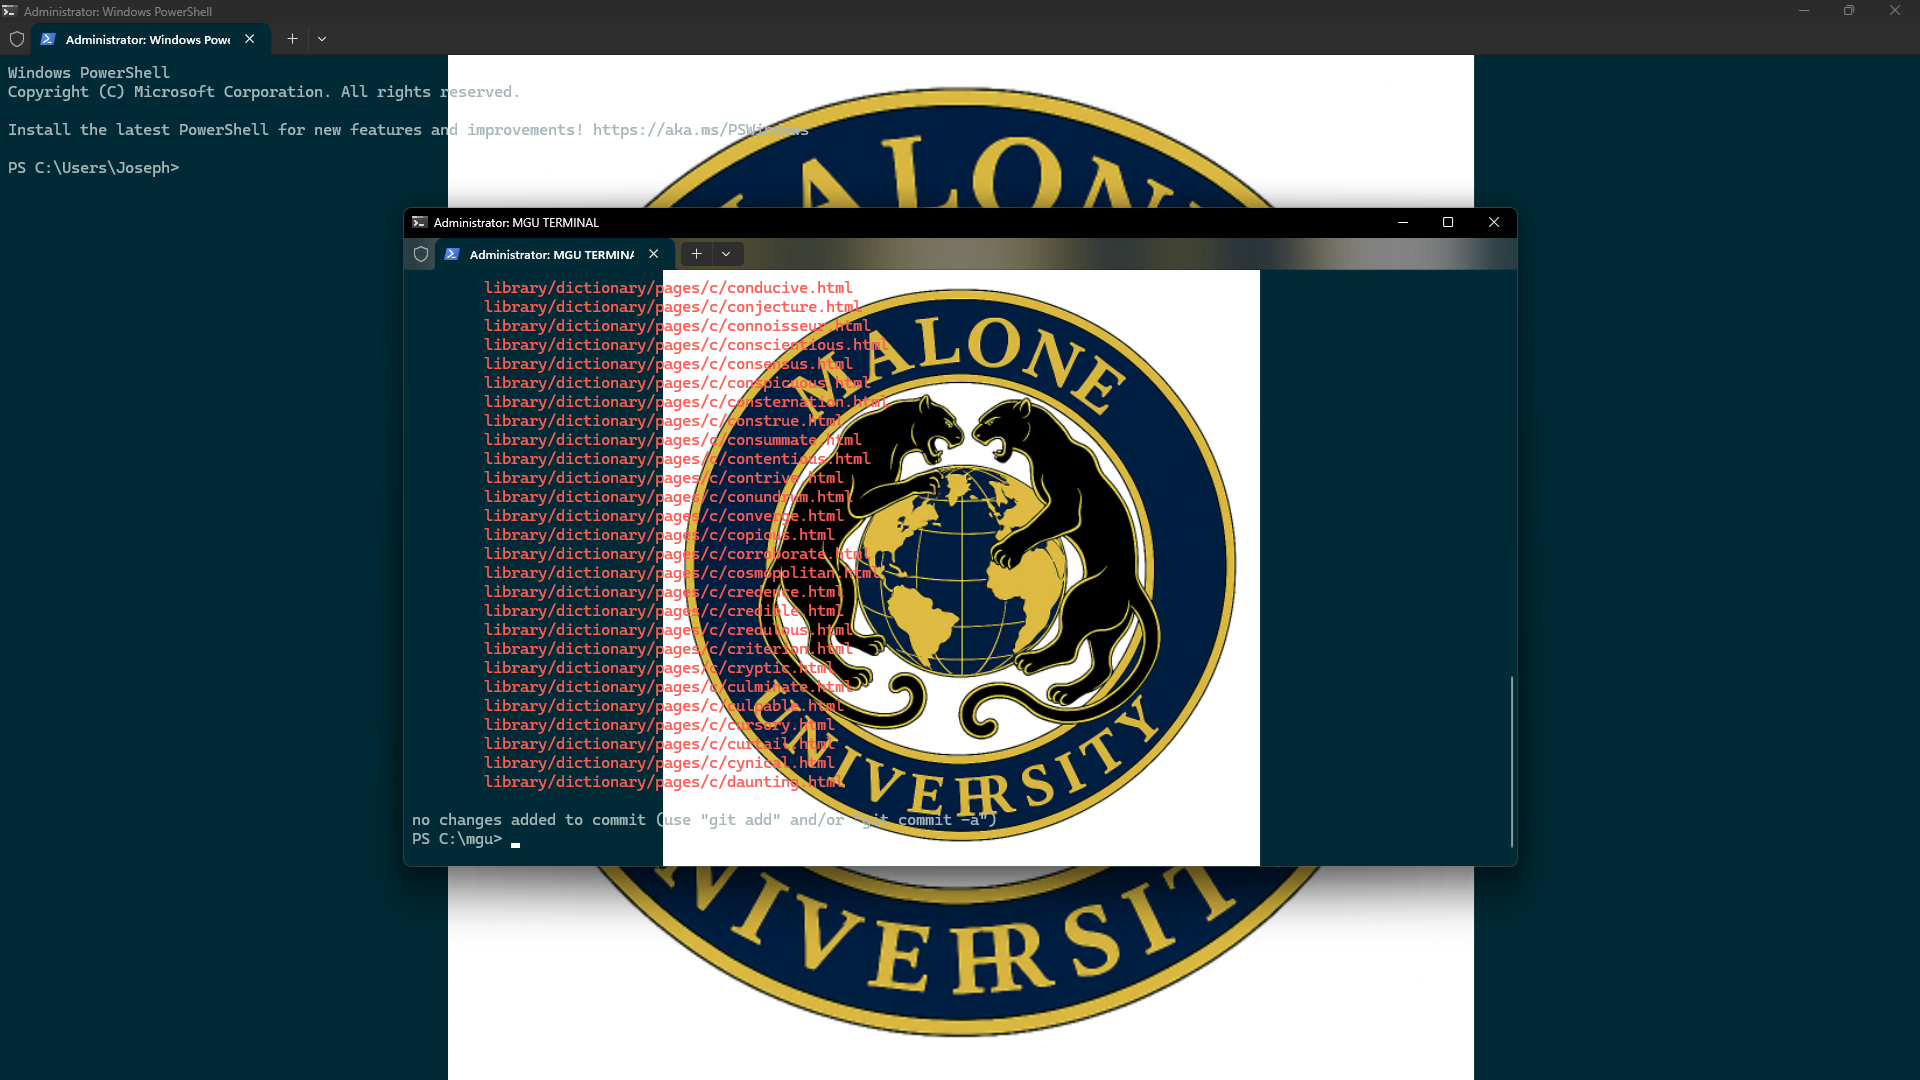 Administrator: Windows PowerShell
Administrator: Windows Powe
Windows PowerShell
Copyright (C) Microsoft Corporation. All rights reserved.
Install the latest PowerShell for new features and improvements! https://aka.ms/PSWindows
PS C:\Users\Joseph>
MALONE
Administrator: MGU TERMINAL
Administrator: MGU TERMINA
library/dictionary/pages/c/conducive.html
library/dictionary/pages/c/conjecture.html
library/dictionary/pages/c/connoisseur.html
library/dictionary/pages/c/conscientious.html
library/dictionary/pages/c/consensus.html
library/dictionary/pages/c/conspicuous.html
library/dictionary/pages/c/consternation.html
library/dictionary/pages/c/construe.html
library/dictionary/pages/c/consummate.html
library/dictionary/pages/c/contentious.html
library/dictionary/pages/c/contrive.html
library/dictionary/pages/c/conundrum.html
library/dictionary/pages/c/converge.html
library/dictionary/pages/c/copious.html
library/dictionary/pages/c/corroborate.html
library/dictionary/pages/c/cosmopolitan.html
library/dictionary/pages/c/credence.html
library/dictionary/pages/c/credible.html
library/dictionary/pages/c/credulous.html
library/dictionary/pages/c/criterion.html
library/dictionary/pages/c/cryptic.html
library/dictionary/pages/c/culminate.html
library/dictionary/pages/c/culpable.html
library/dictionary/pages/c/cursory.html
library/dictionary/pages/c/curtail.html
library/dictionary/pages/c/cynical.html
library/dictionary/pages/c/daunting.html
no changes added to commit (use "git add" and/or "git commit -a")
PS C:\mgu>
MALONE
UNIVEHRSITY
NIVEHRSIT